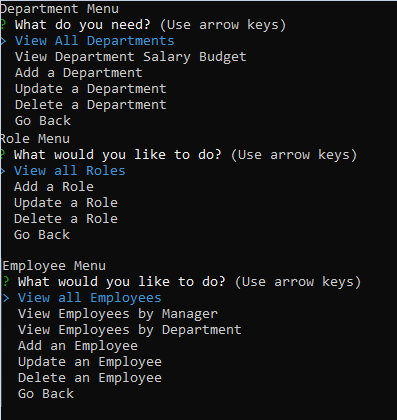 Department Menu
? What do you need? (Use arrow keys)
> View All Departments
View Department Salary Budget
Add a Department
Update a Department
Delete a Department
Go Back
Role Menu
? What would you like to do? (Use arrow keys)
> View all Roles
Add a Role
Update a Role
Delete a Role
Go Back
Employee Menu
? What would you like to do? (Use arrow keys)
> View all Employees
View Employees by Manager
View Employees by Department
Add an Employee
Update an Employee
Delete an Employee
Go Back